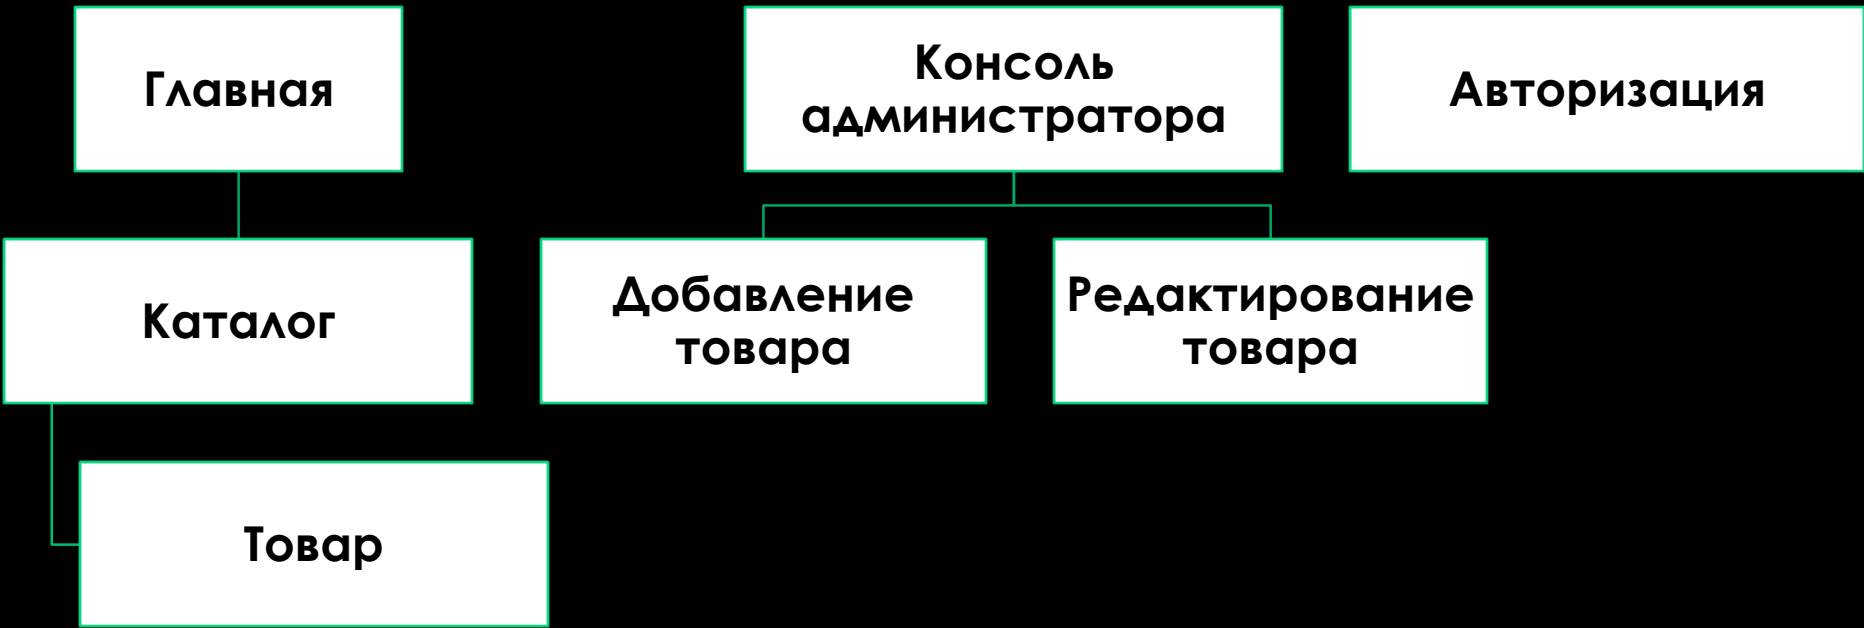 Главная
Консоль
администратора
Авторизация
Каталог
Добавление
товара
Редактирование
товара
Товар